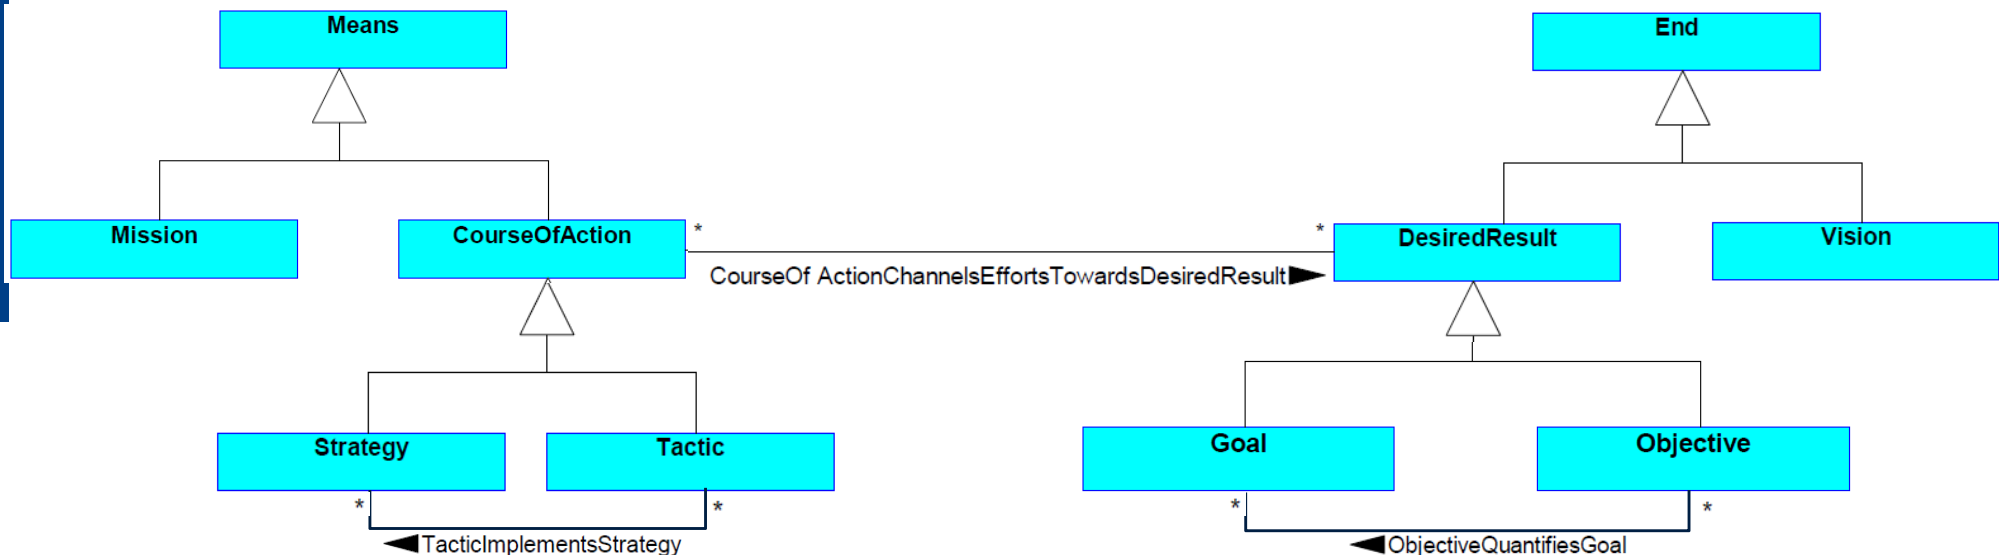 Means
End
Mission
CourseOfAction
*
*
DesiredResult
Vision
CourseOf ActionChannelsEffortsTowardsDesiredResult
Strategy
Tactic
Goal
Objective
*
*
*
*
TacticImplementsStrategy
ObjectiveQuantifiesGoal